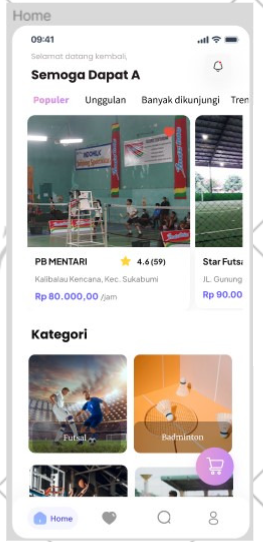 Home
09:41
Selamat datang kembali,
Semoga Dapat A
Populer Unggulan Banyak dikunjungi Tren
PB MENTARI 4.6 (59)
Kalibalau Kencana, Kec. Sukabumi
Rp 80.000,00 /jam
Star Futsa
JL. Gunung
Rp 90.00
Kategori
Futsal
Badminton
Home